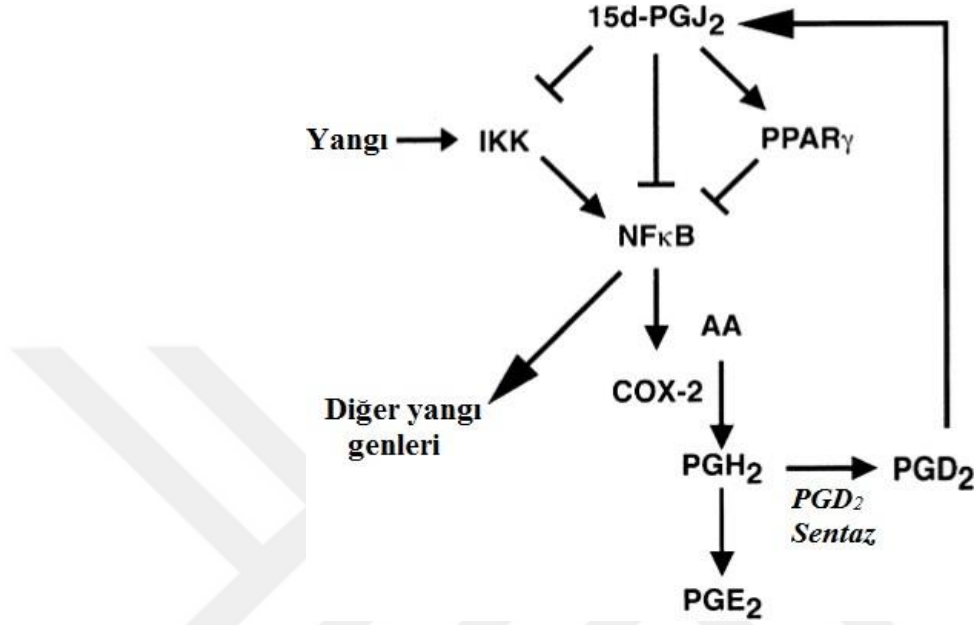 15d-PGJ₂
Yangı
IKK
PPARγ
NFκB
AA
COX-2
Diğer yangı
genleri
PGH₂
PGD₂
PGD₂
Sentaz
PGE₂